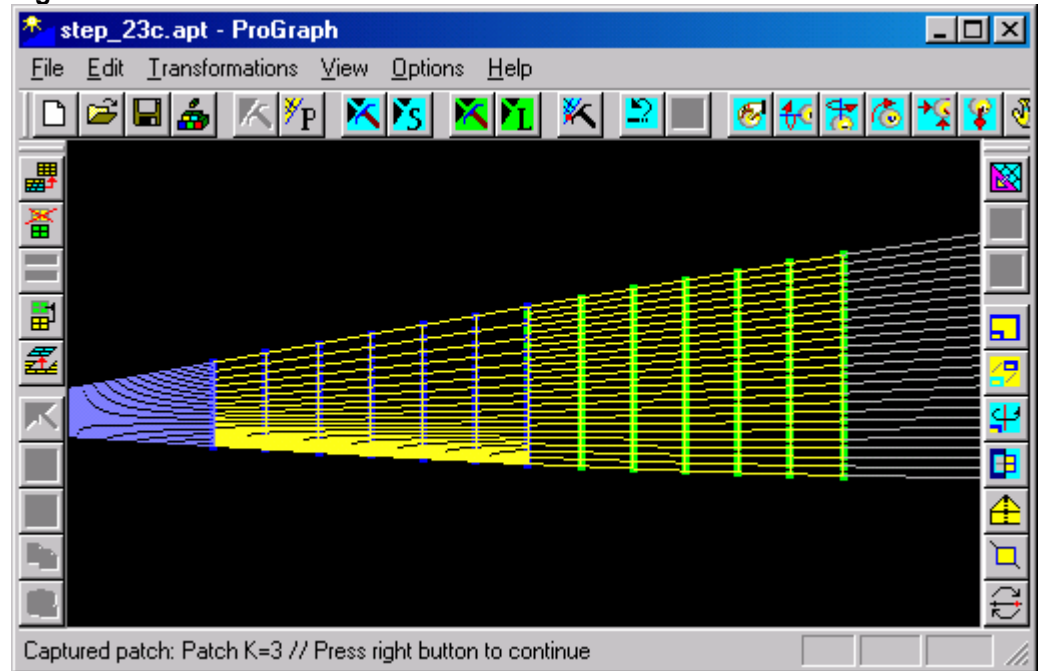 step_23c.apt - ProGraph
File Edit Transformations View Options Help
P S L
Captured patch: Patch K=3 // Press right button to continue